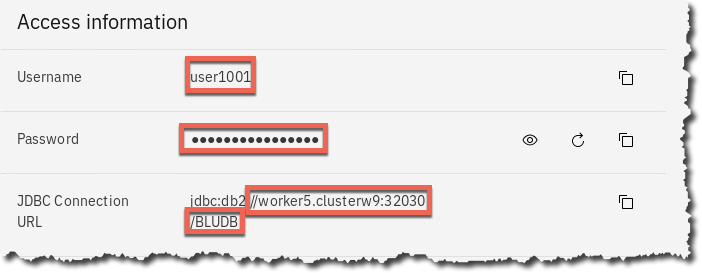 Access information
Username user1001
Password ●●●●●●●●●●●●●●●●
JDBC Connection jdbc:db2//worker5.clusterw9:32030
URL /BLUDB